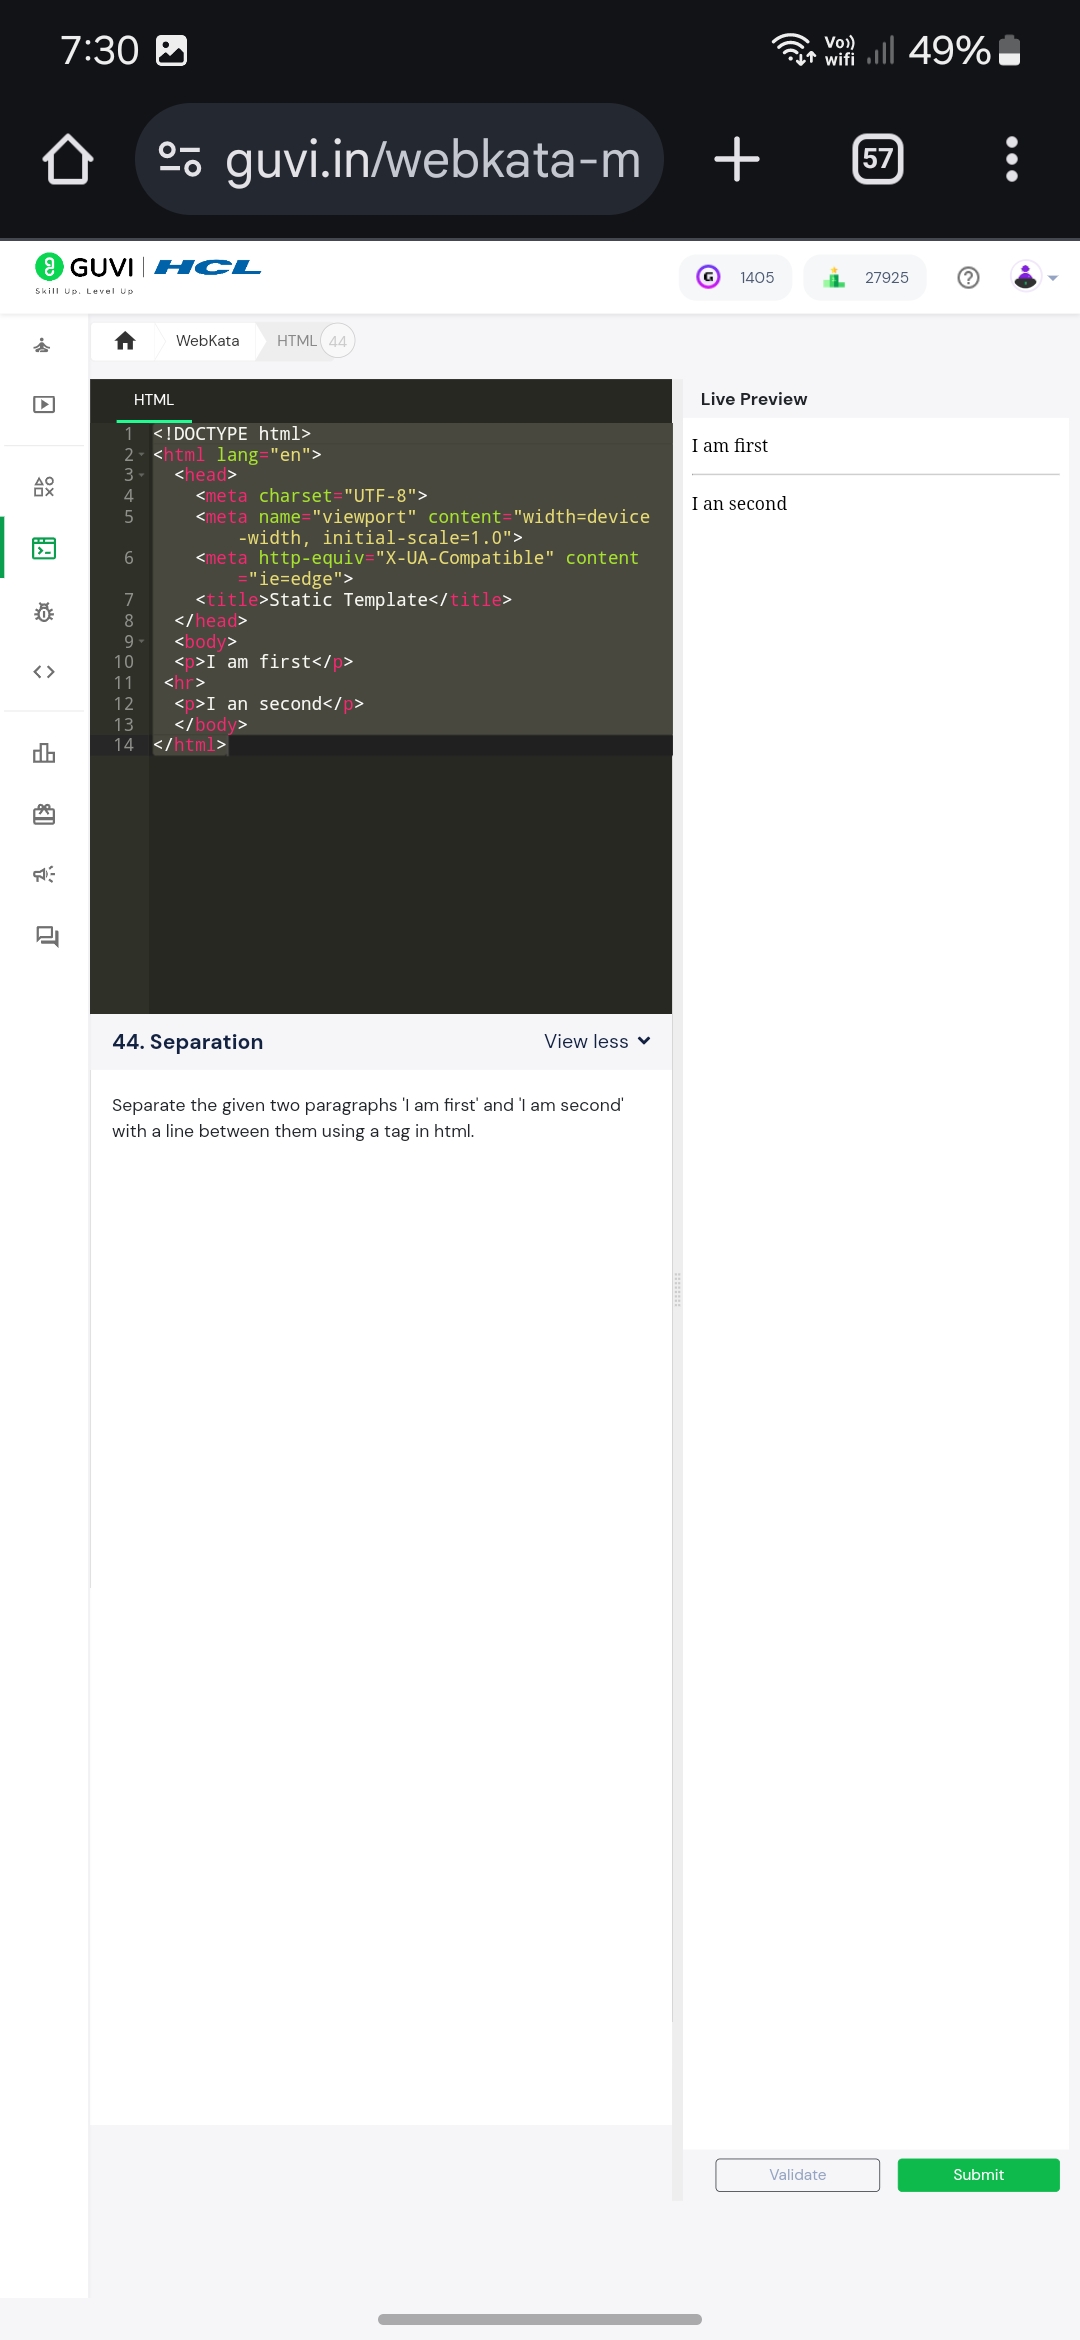 7:30
Vo)) wifi 49%
guvi.in/webkata-m
57
GUVI | HCL
Skill Up. Level Up
1405
27925
WebKata
HTML 44
HTML
1 <!DOCTYPE html>
2 <html lang="en">
3 <head>
4 <meta charset="UTF-8">
5 <meta name="viewport" content="width=device
-width, initial-scale=1.0">
6 <meta http-equiv="X-UA-Compatible" content
="ie=edge">
7 <title>Static Template</title>
8 </head>
9 <body>
10 <p>I am first</p>
11 <hr>
12 <p>I an second</p>
13 </body>
14 </html>
Live Preview
I am first
I an second
44. Separation
View less
Separate the given two paragraphs 'I am first' and 'I am second'
with a line between them using a tag in html.
Validate
Submit